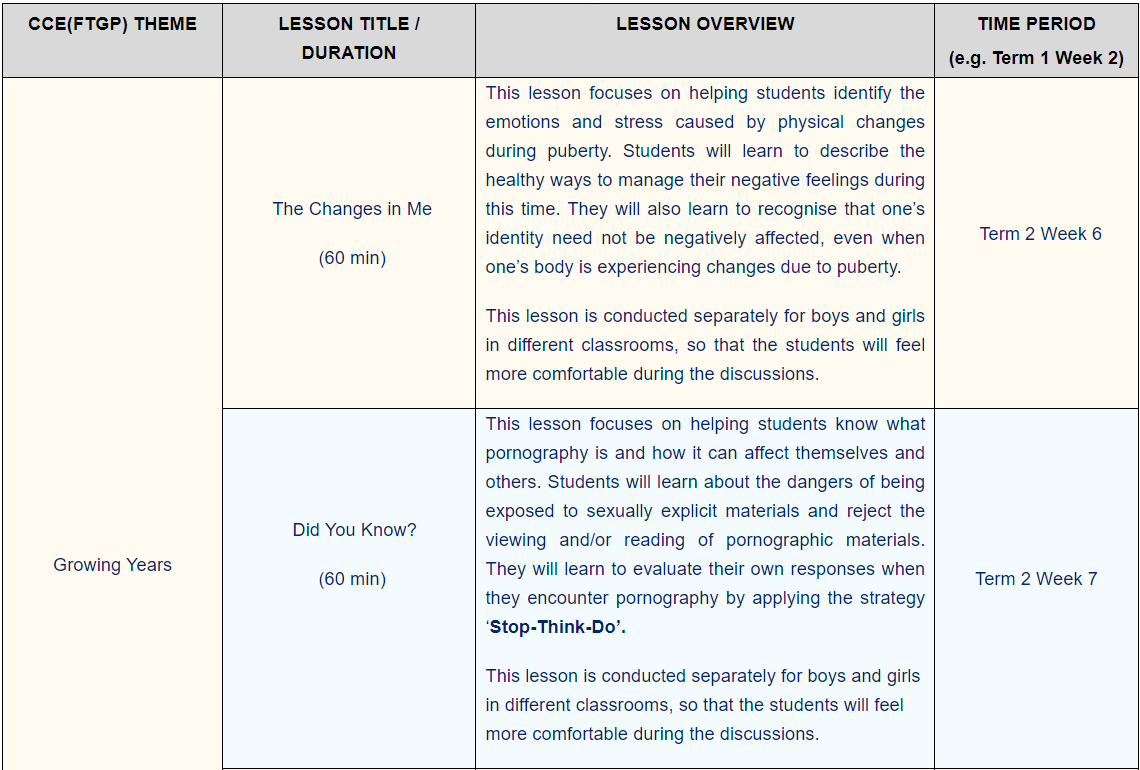 CCE(FTGP) THEME
LESSON TITLE /
DURATION
LESSON OVERVIEW
TIME PERIOD
(e.g. Term 1 Week 2)
Growing Years
The Changes in Me
(60 min)
This lesson focuses on helping students identify the
emotions and stress caused by physical changes
during puberty. Students will learn to describe the
healthy ways to manage their negative feelings during
this time. They will also learn to recognise that one’s
identity need not be negatively affected, even when
one’s body is experiencing changes due to puberty.
This lesson is conducted separately for boys and girls
in different classrooms, so that the students will feel
more comfortable during the discussions.
Term 2 Week 6
Did You Know?
(60 min)
This lesson focuses on helping students know what
pornography is and how it can affect themselves and
others. Students will learn about the dangers of being
exposed to sexually explicit materials and reject the
viewing and/or reading of pornographic materials.
They will learn to evaluate their own responses when
they encounter pornography by applying the strategy
‘Stop-Think-Do’.
This lesson is conducted separately for boys and girls
in different classrooms, so that the students will feel
more comfortable during the discussions.
Term 2 Week 7